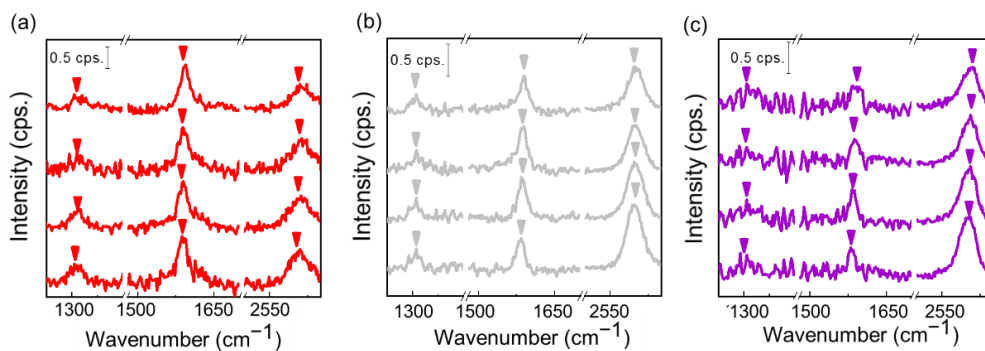 (a)
0.5 cps.
Intensity (cps.)
1300 1500 1650 2550
Wavenumber (cm⁻¹)
(b)
0.5 cps.
Intensity (cps.)
1300 1500 1650 2550
Wavenumber (cm⁻¹)
(c)
0.5 cps.
Intensity (cps.)
1300 1500 1650 2550
Wavenumber (cm⁻¹)